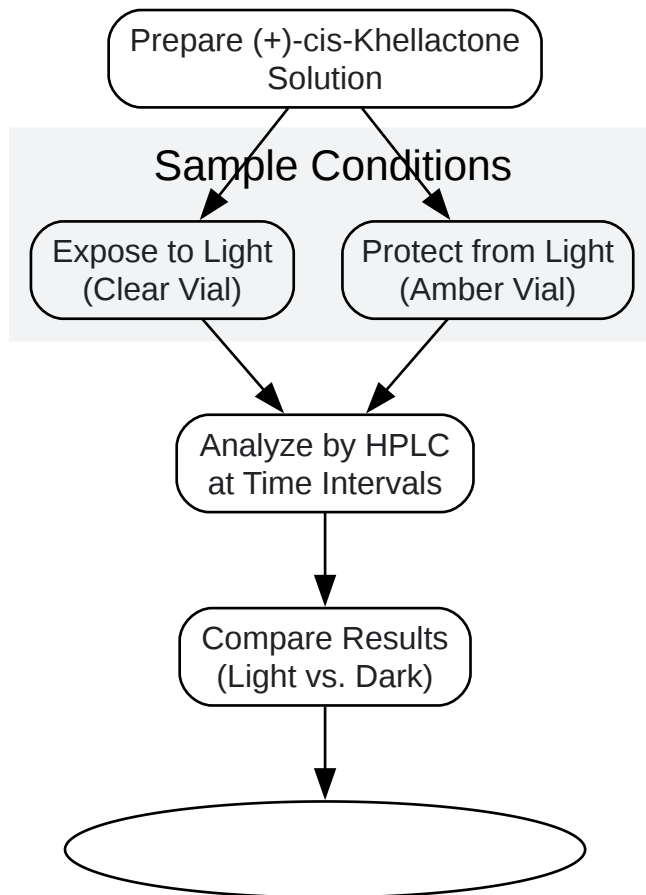 Prepare (+)-cis-Khellactone
Solution
Sample Conditions
Expose to Light
(Clear Vial)
Protect from Light
(Amber Vial)
Analyze by HPLC
at Time Intervals
Compare Results
(Light vs. Dark)